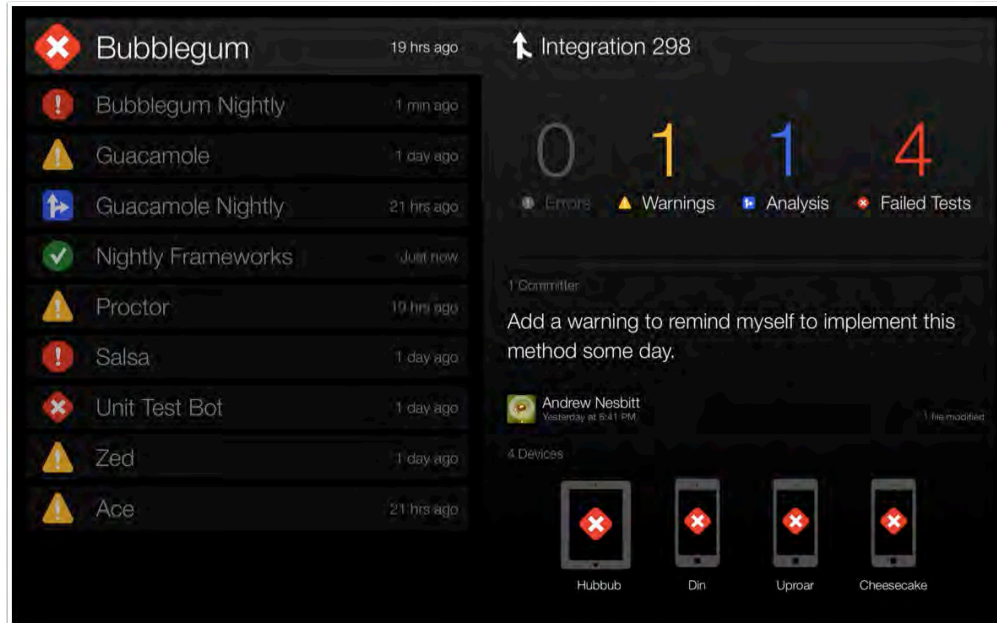 Bubblegum 19 hrs ago
Bubblegum Nightly 1 min ago
Guacamole 1 day ago
Guacamole Nightly 21 hrs ago
Nightly Frameworks Just now
Proctor 19 hrs ago
Salsa 1 day ago
Unit Test Bot 1 day ago
Zed 1 day ago
Ace 21 hrs ago
Integration 298
0 1 1 4
Errors Warnings Analysis Failed Tests
1 Committer
Add a warning to remind myself to implement this
method some day.
Andrew Nesbitt
Yesterday at 5:41 PM 1 file modified
4 Devices
Hubbub Din Uproar Cheesecake